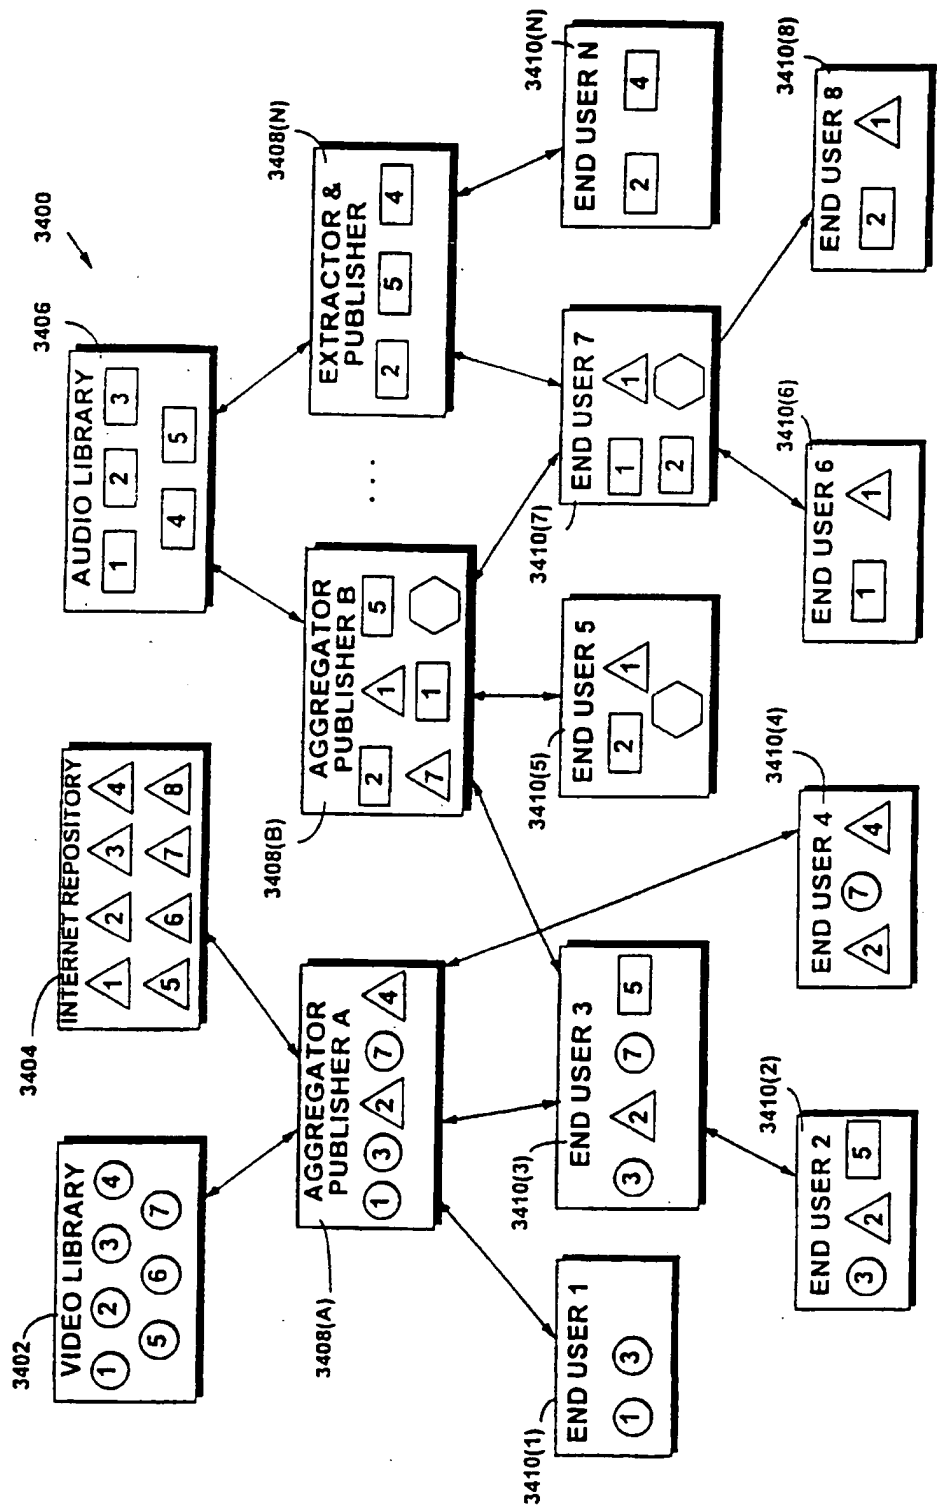 3400
3402
VIDEO LIBRARY
1 2 3 4
5 6 7
3404
INTERNET REPOSITORY
1 2 3 4
5 6 7 8
3406
AUDIO LIBRARY
1 2 3
4 5
3408(A)
AGGREGATOR
PUBLISHER A
1 3 2 7 4
3408(B)
AGGREGATOR
PUBLISHER B
2 1 5
7 1
...
3408(N)
EXTRACTOR &
PUBLISHER
2 5 4
3410(1)
END USER 1
1 3
3410(3)
END USER 3
3 2 7 5
3410(5)
END USER 5
2 1
3410(7)
END USER 7
1 1
2
3410(N)
END USER N
2 4
3410(2)
END USER 2
3 2 5
3410(4)
END USER 4
2 7 4
3410(6)
END USER 6
1 1
3410(8)
END USER 8
2 1